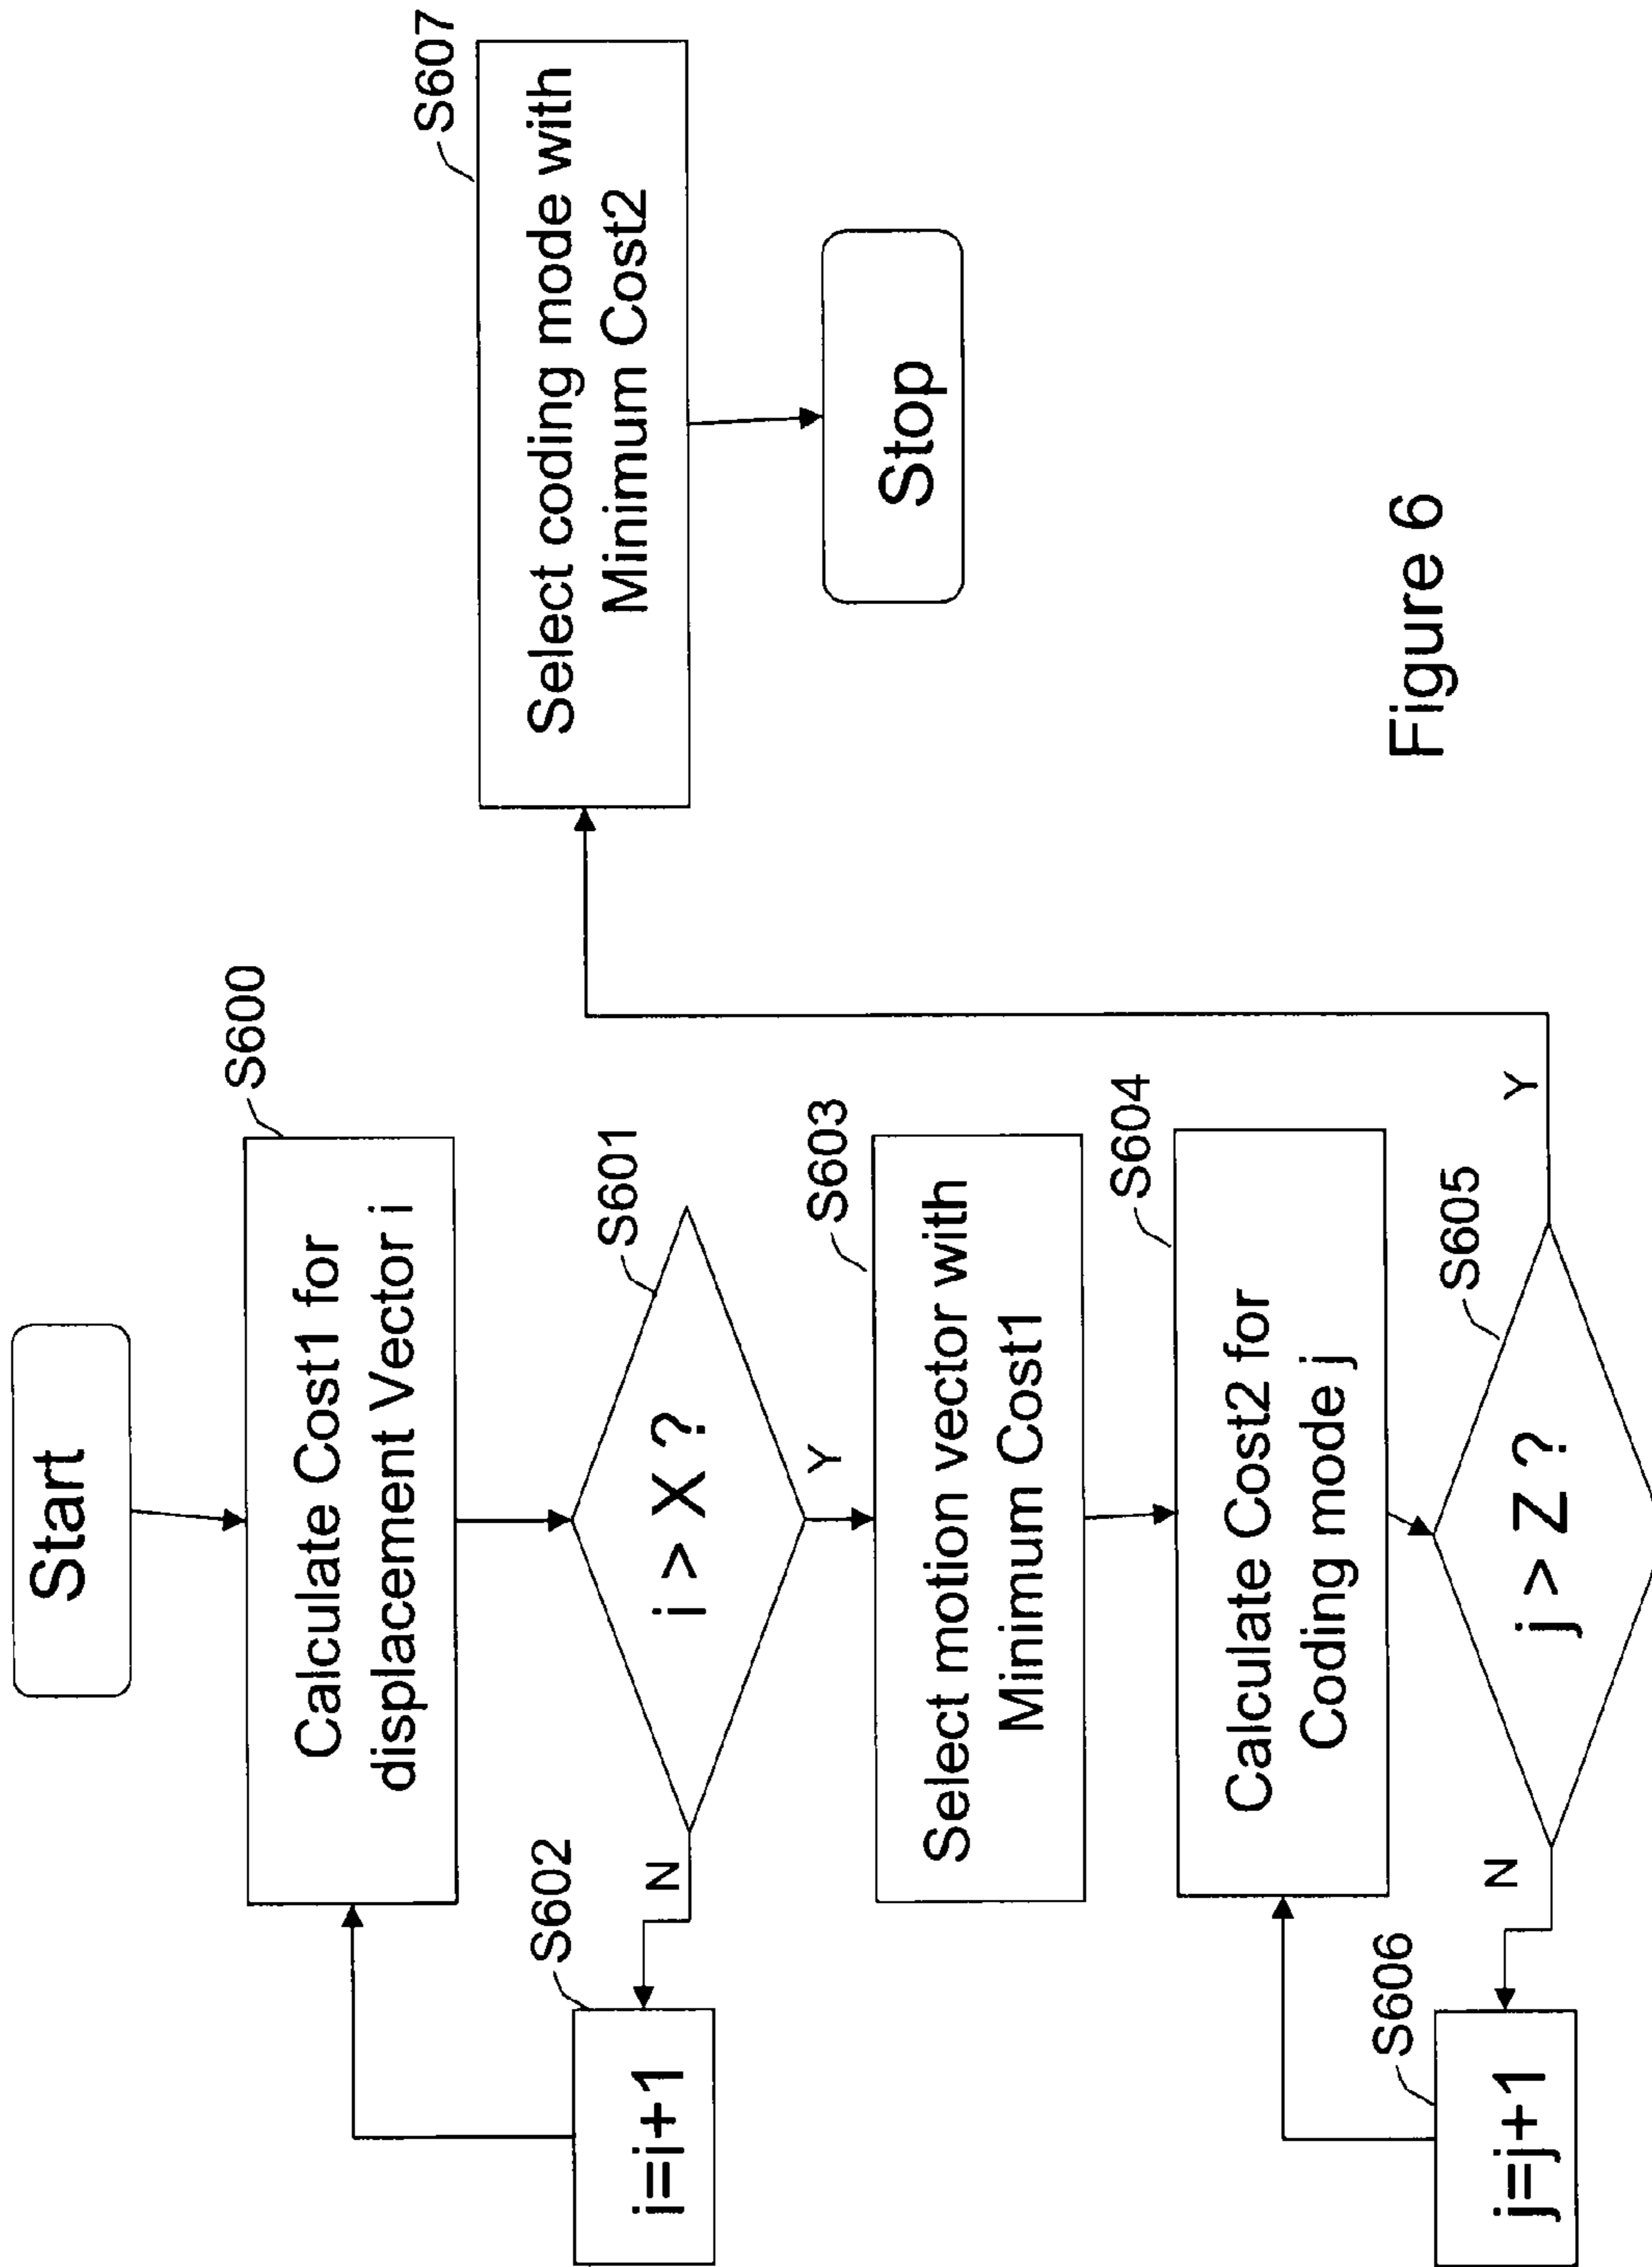 Start
S600
Calculate Cost1 for
displacement Vector i
S601
i > X ?
N
Y
S602
i=i+1
S603
Select motion vector with
Minimum Cost1
S604
Calculate Cost2 for
Coding mode j
S605
j > Z ?
N
Y
S606
j=j+1
S607
Select coding mode with
Minimum Cost2
Stop
Figure 6